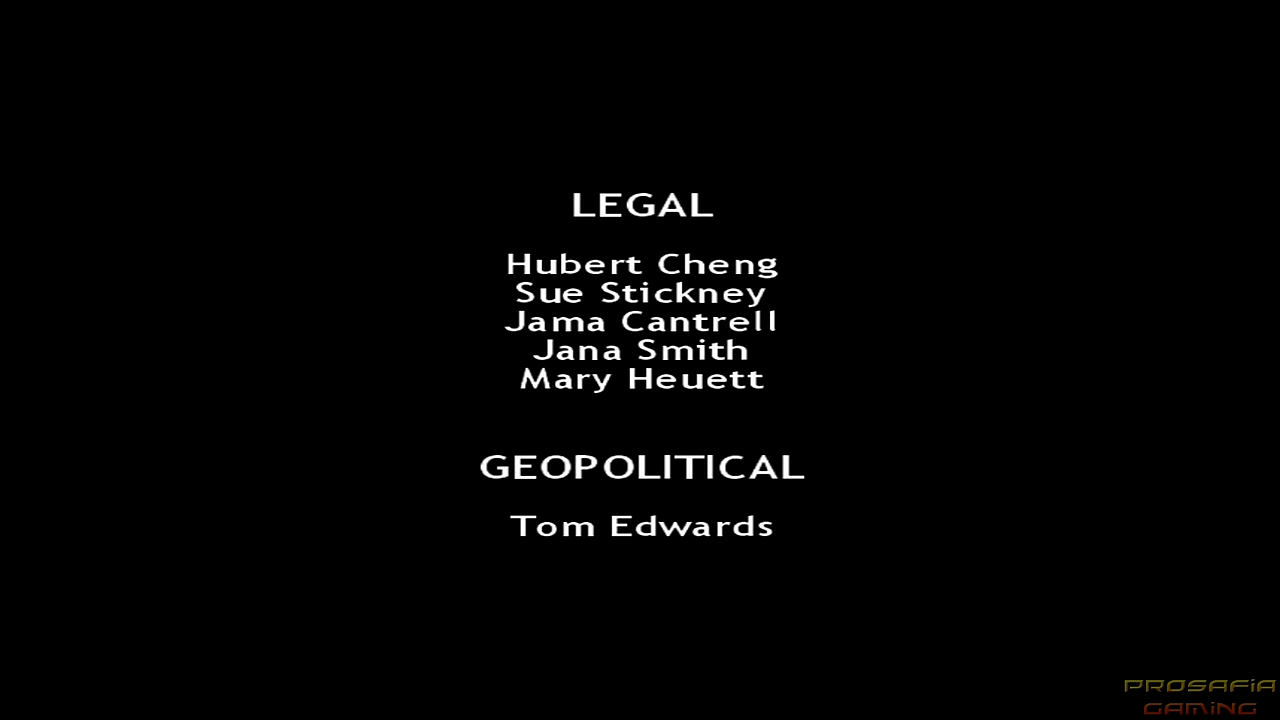 LEGAL
Hubert Cheng
Sue Stickney
Jama Cantrell
Jana Smith
Mary Heuett
GEOPOLITICAL
Tom Edwards
PROSAFiA
GAMiNG